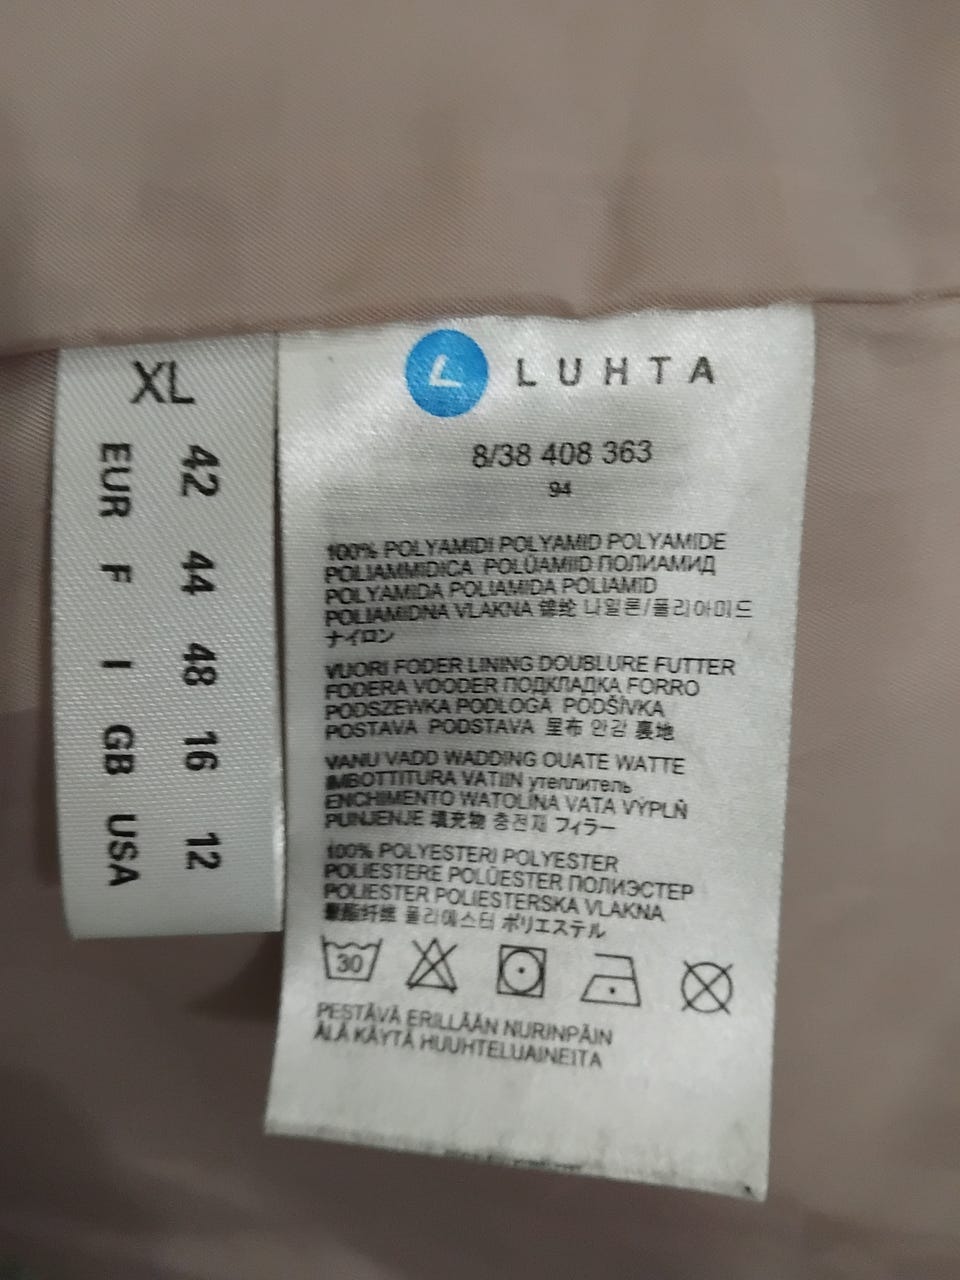 XL
EUR 42
F 44
I 48
GB 16
USA 12
L LUHTA
8/38 408 363
94
100% POLYAMIDI POLYAMID POLYAMIDE
POLIAMMIDICA POLÜAMIID ПОЛИАМИД
POLYAMIDA POLIAMIDA POLIAMID
POLIAMIDNA VLAKNA 锦纶 나일론/폴리아미드
ナイロン
VUORI FODER LINING DOUBLURE FUTTER
FODERA VOODER ПОДКЛАДКА FORRO
PODSZEWKA PODLOGA PODŠÍVKA
POSTAVA PODSTAVA 里布 안감 裏地
VANU VADD WADDING OUATE WATTE
IMBOTTITURA VATIIN утеплитель
ENCHIMENTO WATOLINA VATA VÝPLŇ
PUNJENJE 填充物 충전재 フィラー
100% POLYESTERI POLYESTER
POLIESTERE POLÜESTER ПОЛИЭСТЕР
POLIESTER POLIESTERSKA VLAKNA
聚酯纤维 폴리에스터 ポリエステル
30
PESTÄVÄ ERILLÄÄN NURINPÄIN
ÄLÄ KÄYTÄ HUUHTELUAINEITA